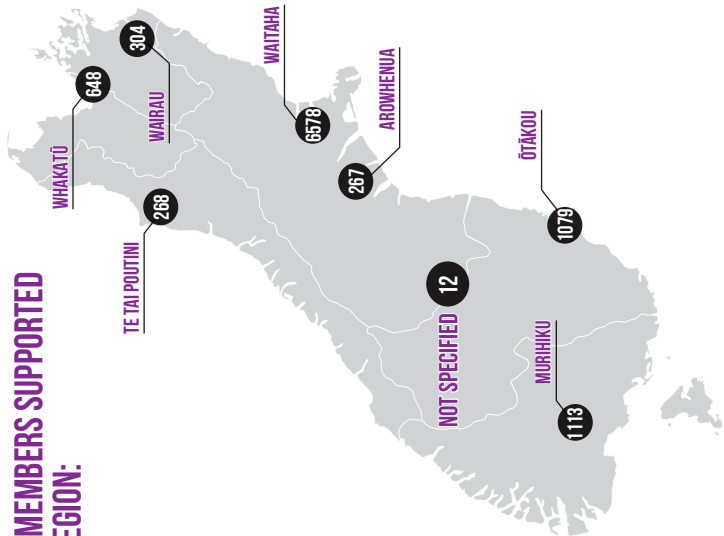 MEMBERS SUPPORTED
EGION:
WHAKATŪ
648
304
WAIRAU
TE TAI POUTINI
268
WAITAHA
6578
AROWHENUA
267
12
NOT SPECIFIED
ŌTĀKOU
1079
MURIHIKU
1113